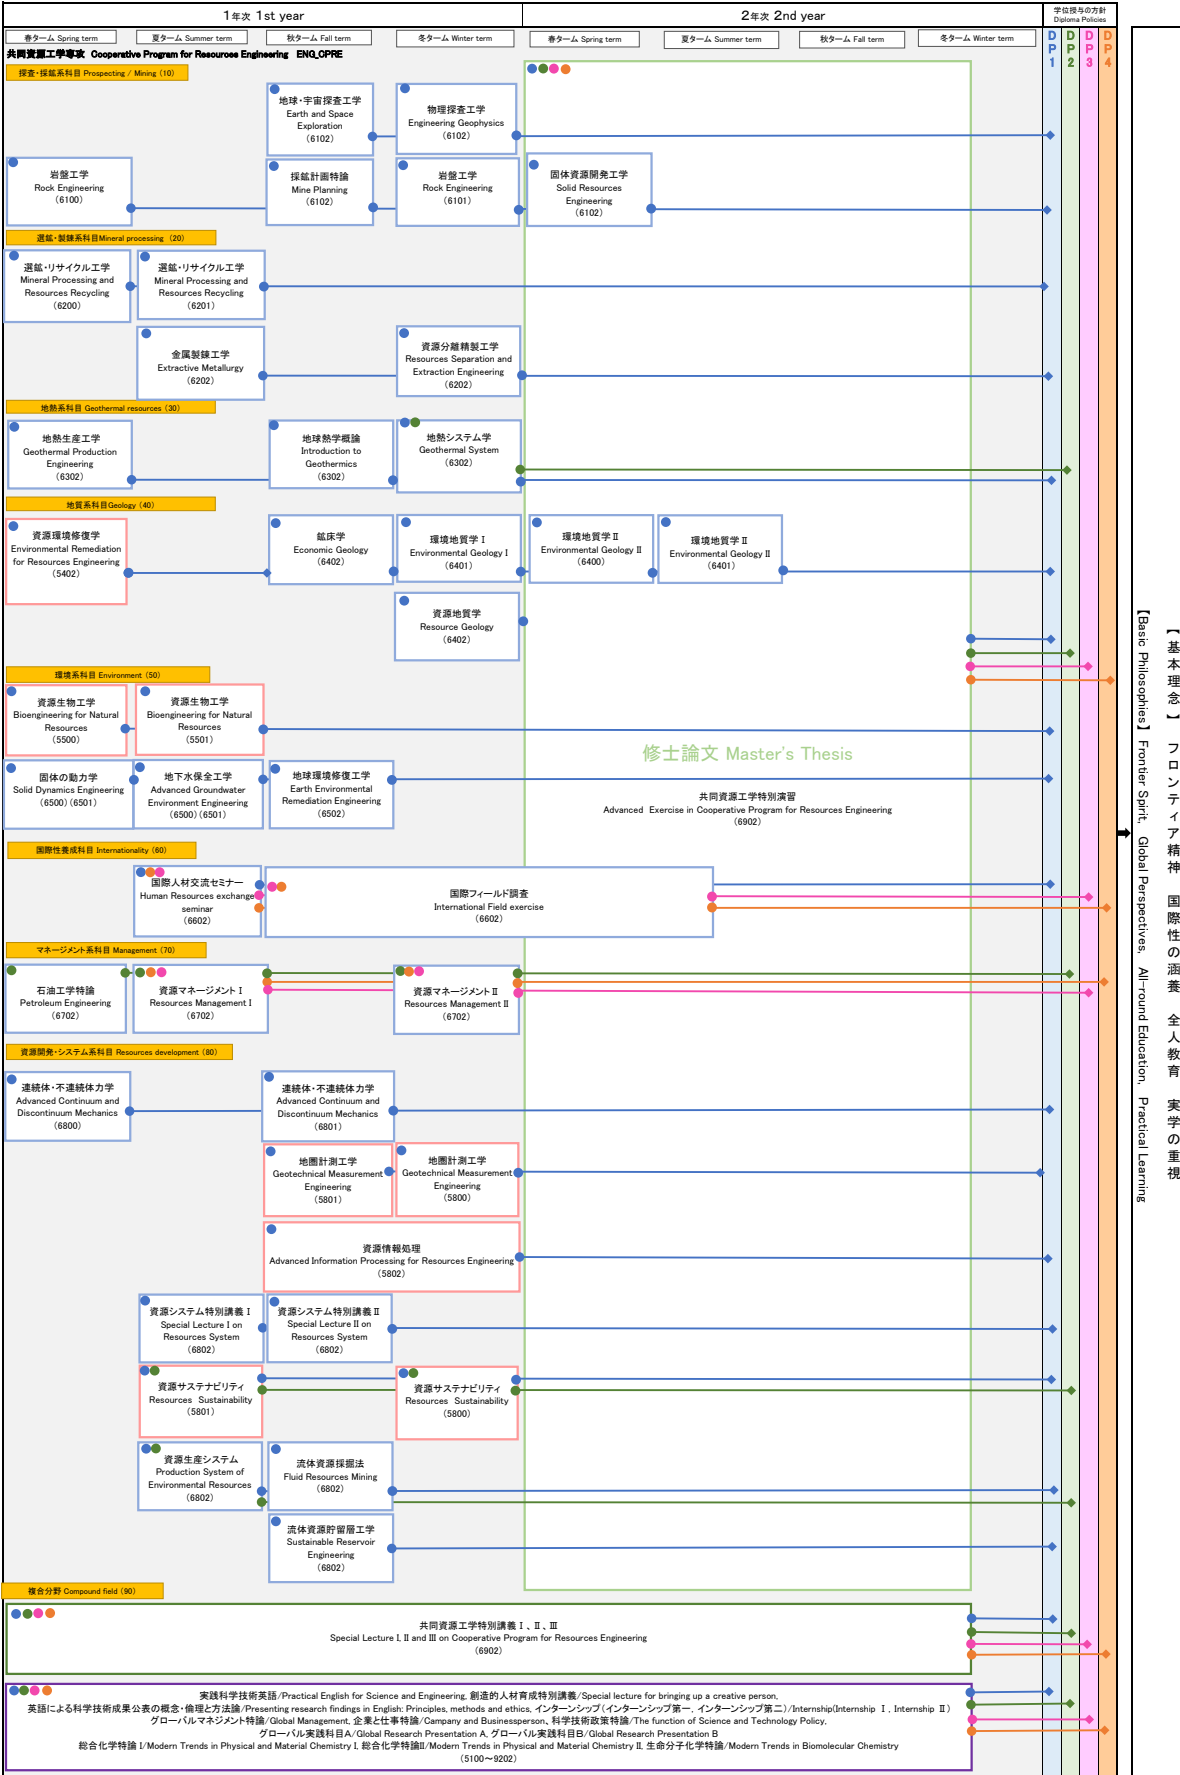 1年次 1st year
2年次 2nd year
学位授与の方針
Diploma Policies
春ターム Spring term
夏ターム Summer term
秋ターム Fall term
冬ターム Winter term
春ターム Spring term
夏ターム Summer term
秋ターム Fall term
冬ターム Winter term
DP1
DP2
DP3
DP4
共同資源工学専攻 Cooperative Program for Resources Engineering ENG_CPRE
探査・採鉱系科目 Prospecting / Mining (10)
地球・宇宙探査工学
Earth and Space
Exploration
(6102)
物理探査工学
Engineering Geophysics
(6102)
岩盤工学
Rock Engineering
(6100)
採鉱計画特論
Mine Planning
(6102)
岩盤工学
Rock Engineering
(6101)
固体資源開発工学
Solid Resources
Engineering
(6102)
選鉱・製錬系科目Mineral processing (20)
選鉱・リサイクル工学
Mineral Processing and
Resources Recycling
(6200)
選鉱・リサイクル工学
Mineral Processing and
Resources Recycling
(6201)
金属製錬工学
Extractive Metallurgy
(6202)
資源分離精製工学
Resources Separation and
Extraction Engineering
(6202)
地熱系科目 Geothermal resources (30)
地熱生産工学
Geothermal Production
Engineering
(6302)
地球熱学概論
Introduction to
Geothermics
(6302)
地熱システム学
Geothermal System
(6302)
地質系科目Geology (40)
資源環境修復学
Environmental Remediation
for Resources Engineering
(5402)
鉱床学
Economic Geology
(6402)
環境地質学 I
Environmental Geology I
(6401)
環境地質学 II
Environmental Geology II
(6400)
環境地質学 II
Environmental Geology II
(6401)
資源地質学
Resource Geology
(6402)
環境系科目 Environment (50)
資源生物工学
Bioengineering for Natural
Resources
(5500)
資源生物工学
Bioengineering for Natural
Resources
(5501)
修士論文 Master's Thesis
固体の動力学
Solid Dynamics Engineering
(6500)(6501)
地下水保全工学
Advanced Groundwater
Environment Engineering
(6500)(6501)
地球環境修復工学
Earth Environmental
Remediation Engineering
(6502)
共同資源工学特別演習
Advanced Exercise in Cooperative Program for Resources Engineering
(6902)
国際性養成科目 Internationality (60)
国際人材交流セミナー
Human Resources exchange
seminar
(6602)
国際フィールド調査
International Field exercise
(6602)
マネージメント系科目 Management (70)
石油工学特論
Petroleum Engineering
(6702)
資源マネージメント I
Resources Management I
(6702)
資源マネージメント II
Resources Management II
(6702)
資源開発・システム系科目 Resources development (80)
連続体・不連続体力学
Advanced Continuum and
Discontinuum Mechanics
(6800)
連続体・不連続体力学
Advanced Continuum and
Discontinuum Mechanics
(6801)
地圏計測工学
Geotechnical Measurement
Engineering
(5801)
地圏計測工学
Geotechnical Measurement
Engineering
(5800)
資源情報処理
Advanced Information Processing for Resources Engineering
(5802)
資源システム特別講義 I
Special Lecture I on
Resources System
(6802)
資源システム特別講義 II
Special Lecture II on
Resources System
(6802)
資源サステナビリティ
Resources Sustainability
(5801)
資源サステナビリティ
Resources Sustainability
(5800)
資源生産システム
Production System of
Environmental Resources
(6802)
流体資源採掘法
Fluid Resources Mining
(6802)
流体資源貯留層工学
Sustainable Reservoir
Engineering
(6802)
複合分野 Compound field (90)
共同資源工学特別講義 I 、II 、III
Special Lecture I, II and III on Cooperative Program for Resources Engineering
(6902)
実践科学技術英語/Practical English for Science and Engineering, 創造的人材育成特別講義/Special lecture for bringing up a creative person,
英語による科学技術成果公表の概念・倫理と方法論/Presenting research findings in English: Principles, methods and ethics, インターンシップ(インターンシップ第一, インターンシップ第二)/Internship(Internship I , Internship II)
グローバルマネジメント特論/Global Management, 企業と仕事特論/Campany and Businessperson, 科学技術政策特論/The function of Science and Technology Policy,
グローバル実践科目A/Global Research Presentation A, グローバル実践科目B/Global Research Presentation B
総合化学特論 I/Modern Trends in Physical and Material Chemistry I, 総合化学特論II/Modern Trends in Physical and Material Chemistry II, 生命分子化学特論/Modern Trends in Biomolecular Chemistry
(5100～9202)
【基本理念】 フロンティア精神 国際性の涵養 全人教育 実学の重視
【Basic Philosophies】 Frontier Spirit, Global Perspectives, All-round Education, Practical Learning